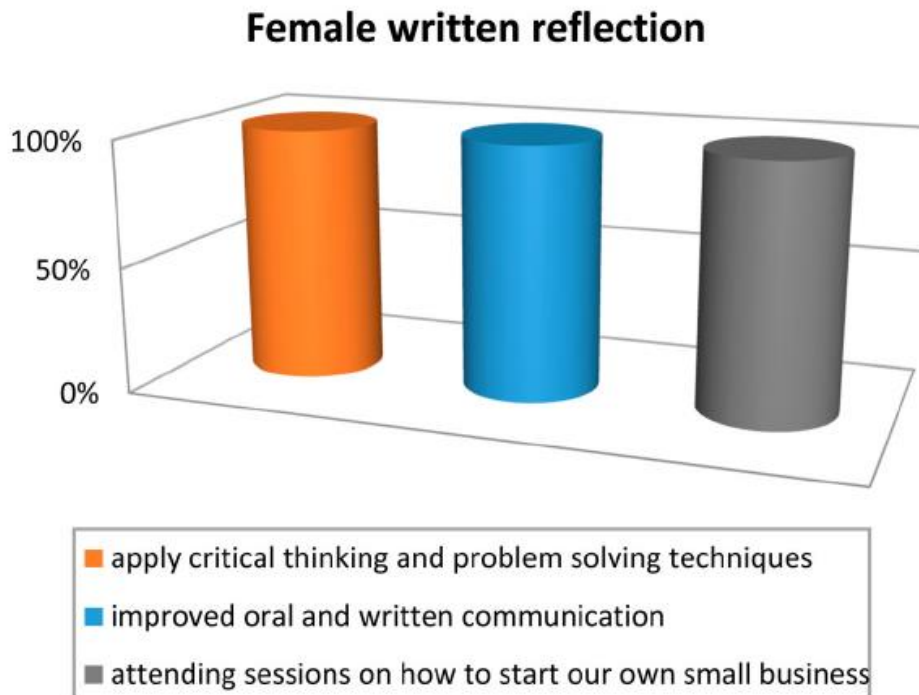 Female written reflection
100%
50%
0%
apply critical thinking and problem solving techniques
improved oral and written communication
attending sessions on how to start our own small business